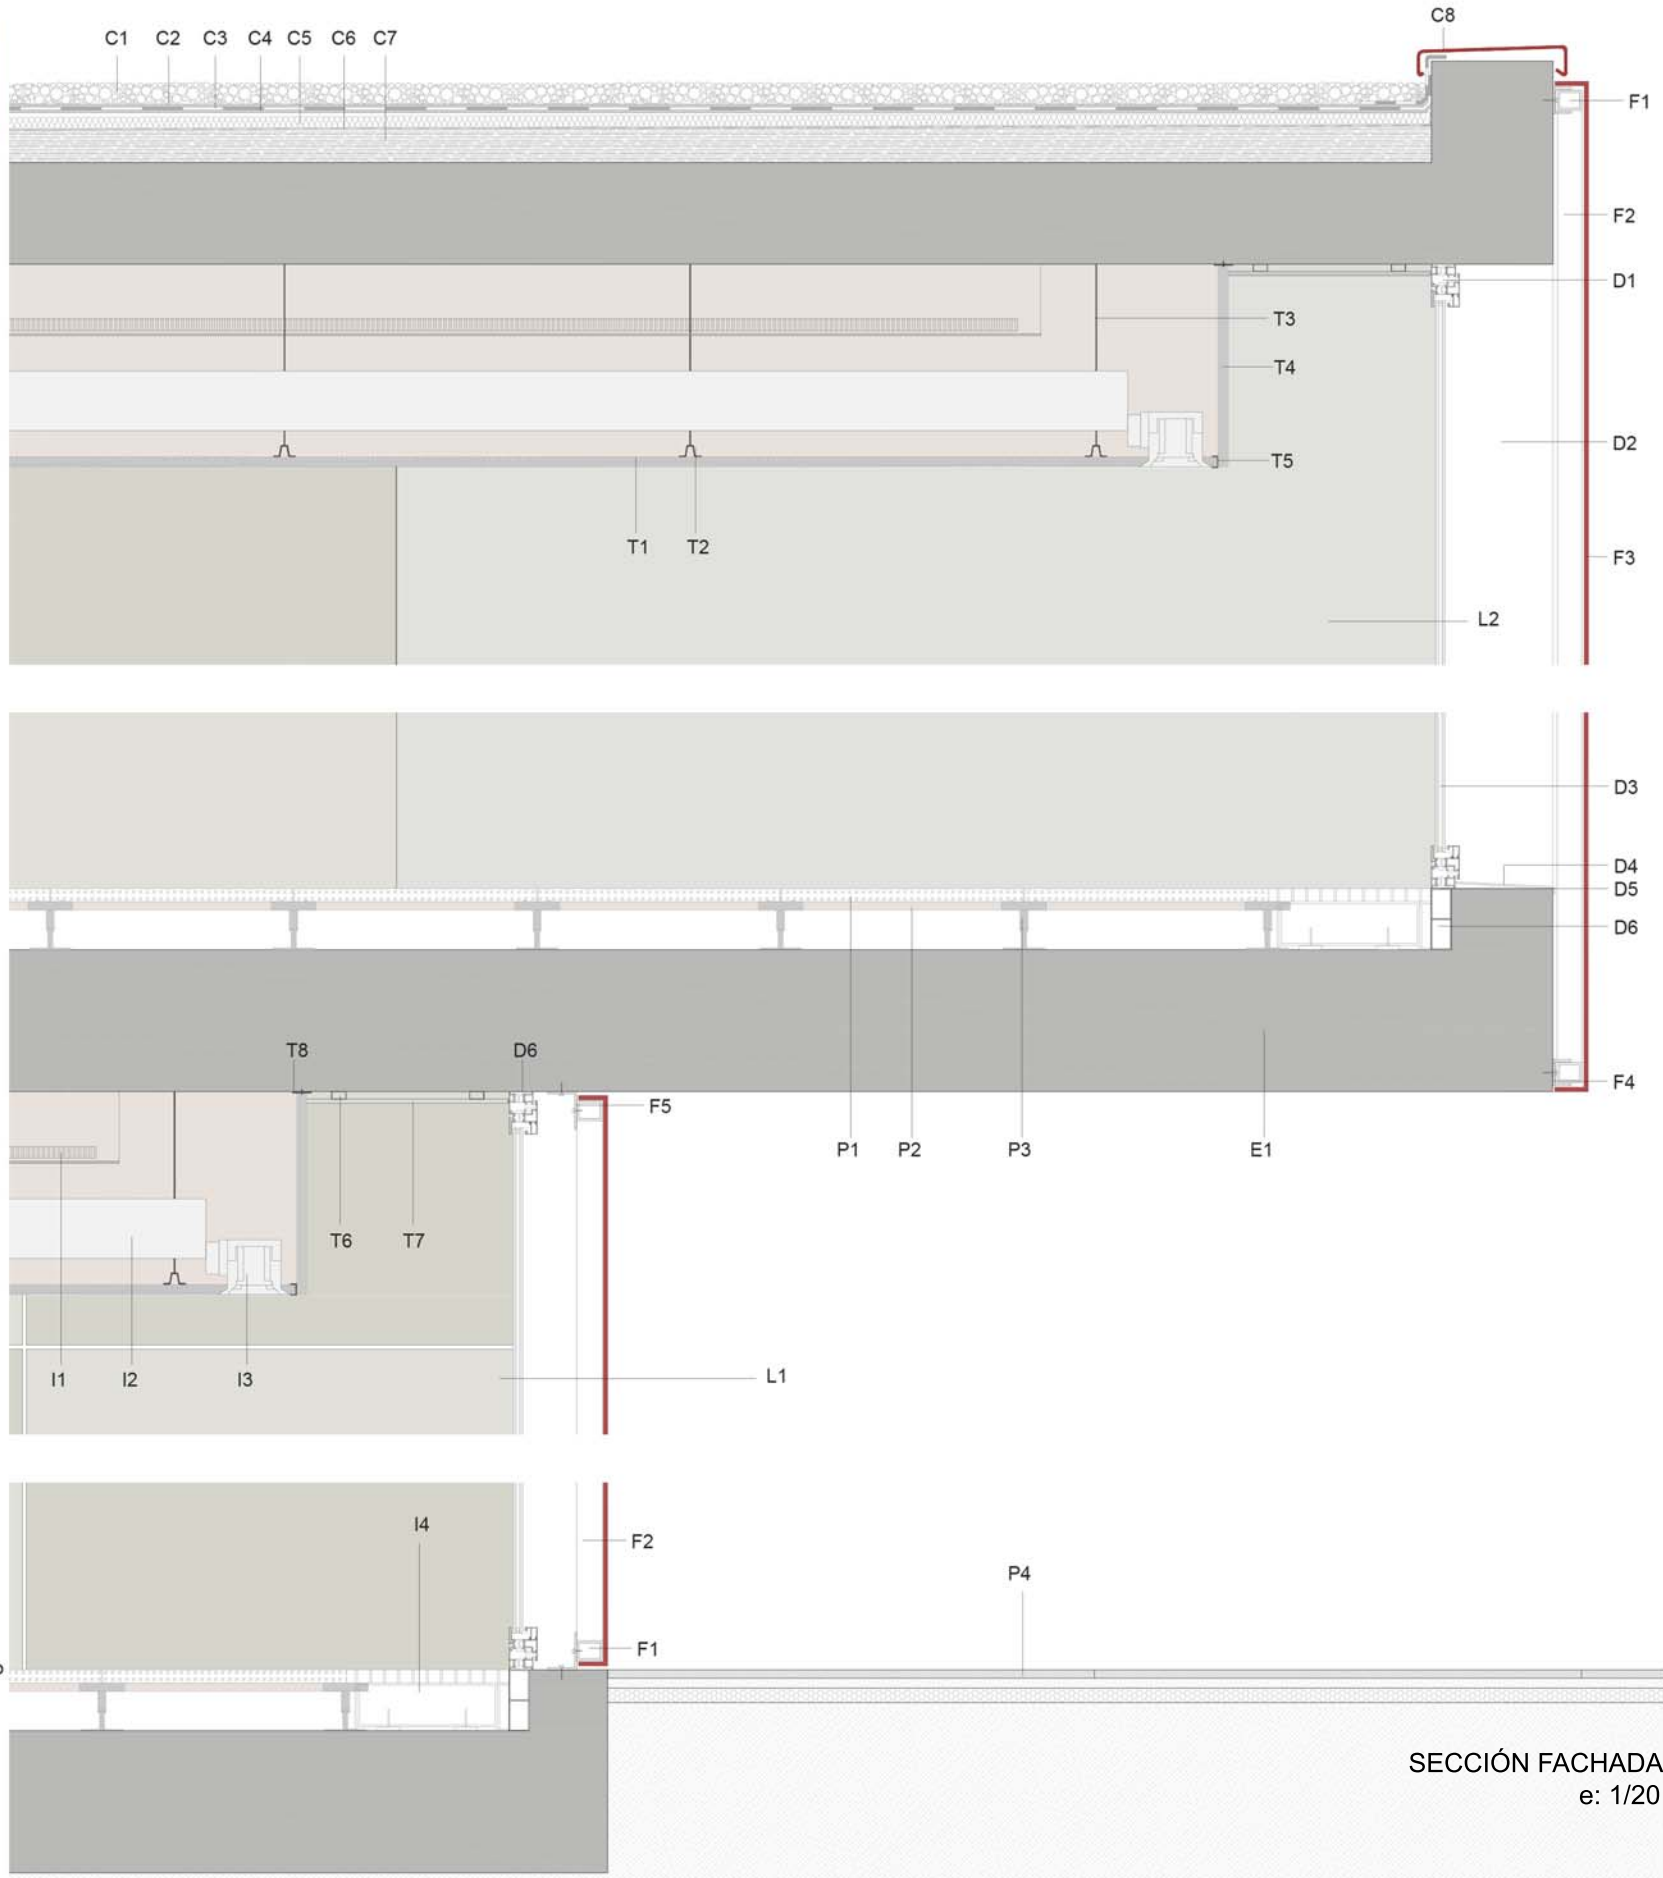 C8
C1 C2 C3 C4 C5 C6 C7
F1
F2
D1
T3
T4
D2
T5
T1 T2
F3
L2
D3
D4
D5
D6
T8 D6
F4
F5
P1 P2 P3 E1
T6 T7
I1 I2 I3
L1
I4
F2
P4
F1
SECCIÓN FACHADA
e: 1/20